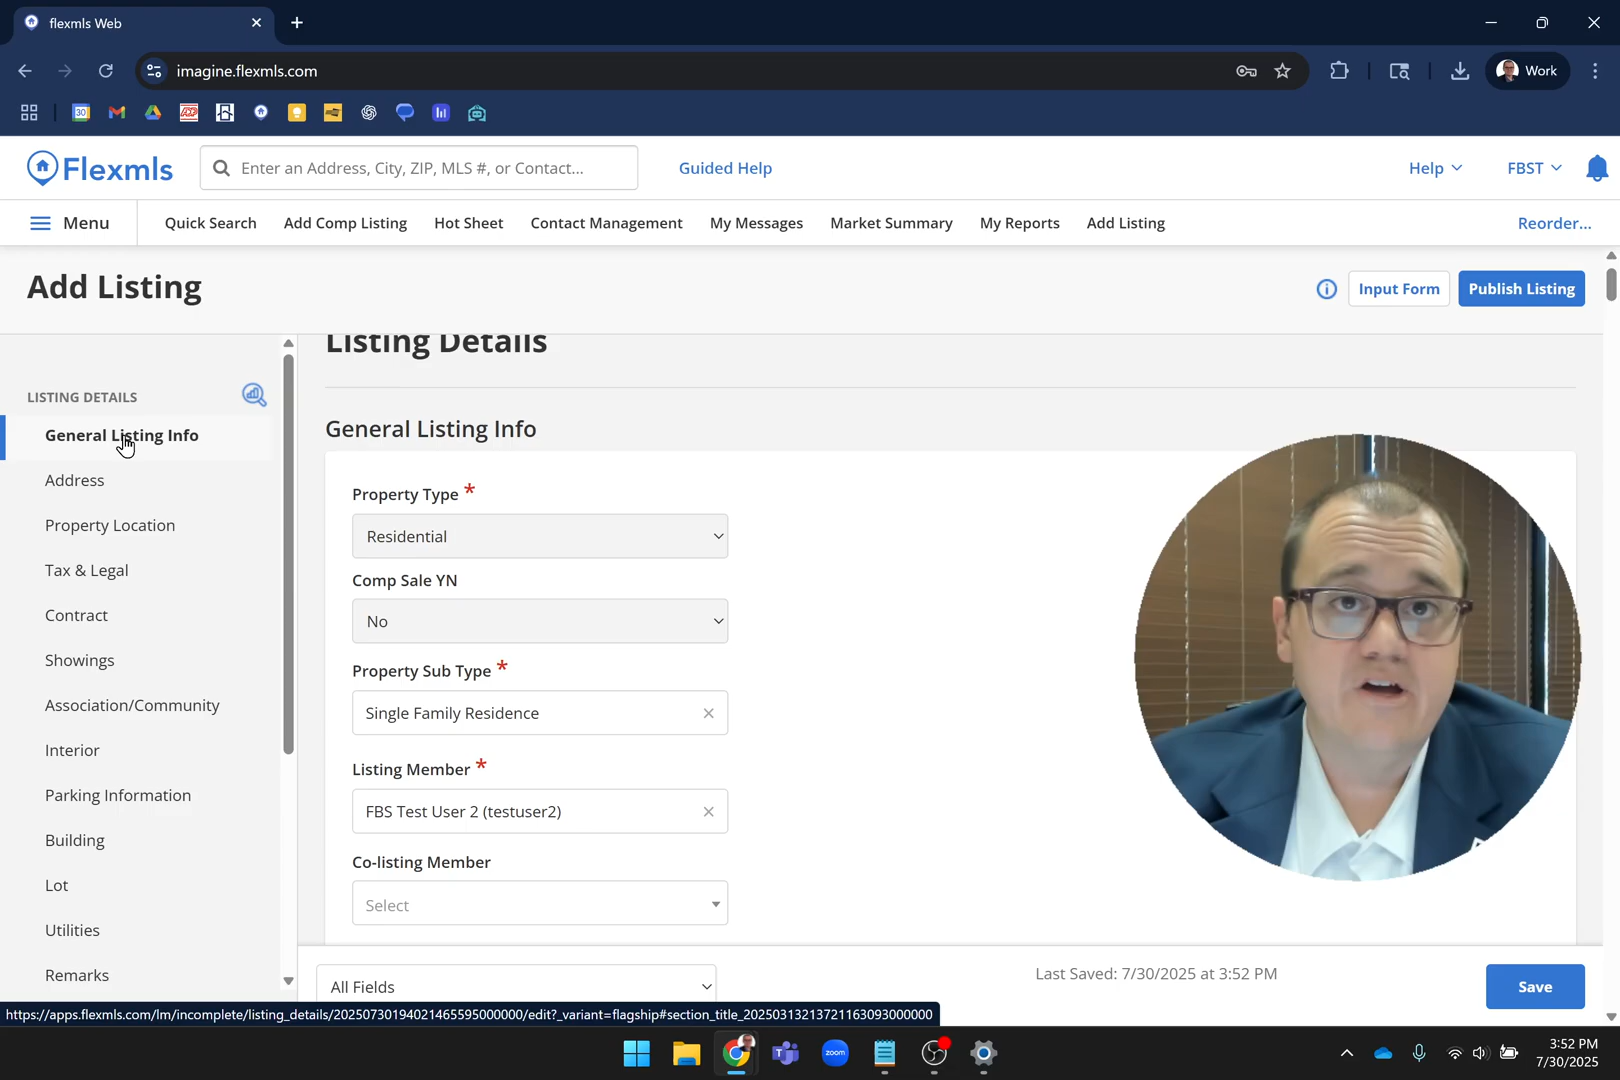 flexmls Web
imagine.flexmls.com
Work
30
Flexmls
Enter an Address, City, ZIP, MLS #, or Contact...
Guided Help
Help
FBST
Menu
Quick Search
Add Comp Listing
Hot Sheet
Contact Management
My Messages
Market Summary
My Reports
Add Listing
Reorder...
Add Listing
Input Form
Publish Listing
Listing Details
LISTING DETAILS
General Listing Info
Address
Property Location
Tax & Legal
Contract
Showings
Association/Community
Interior
Parking Information
Building
Lot
Utilities
Remarks
General Listing Info
Property Type *
Residential
Comp Sale YN
No
Property Sub Type *
Single Family Residence
Listing Member *
FBS Test User 2 (testuser2)
Co-listing Member
Select
All Fields
Last Saved: 7/30/2025 at 3:52 PM
Save
https://apps.flexmls.com/lm/incomplete/listing_details/20250730194021465595000000/edit?_variant=flagship#section_title_20250313213721163093000000
zoom
3:52 PM
7/30/2025